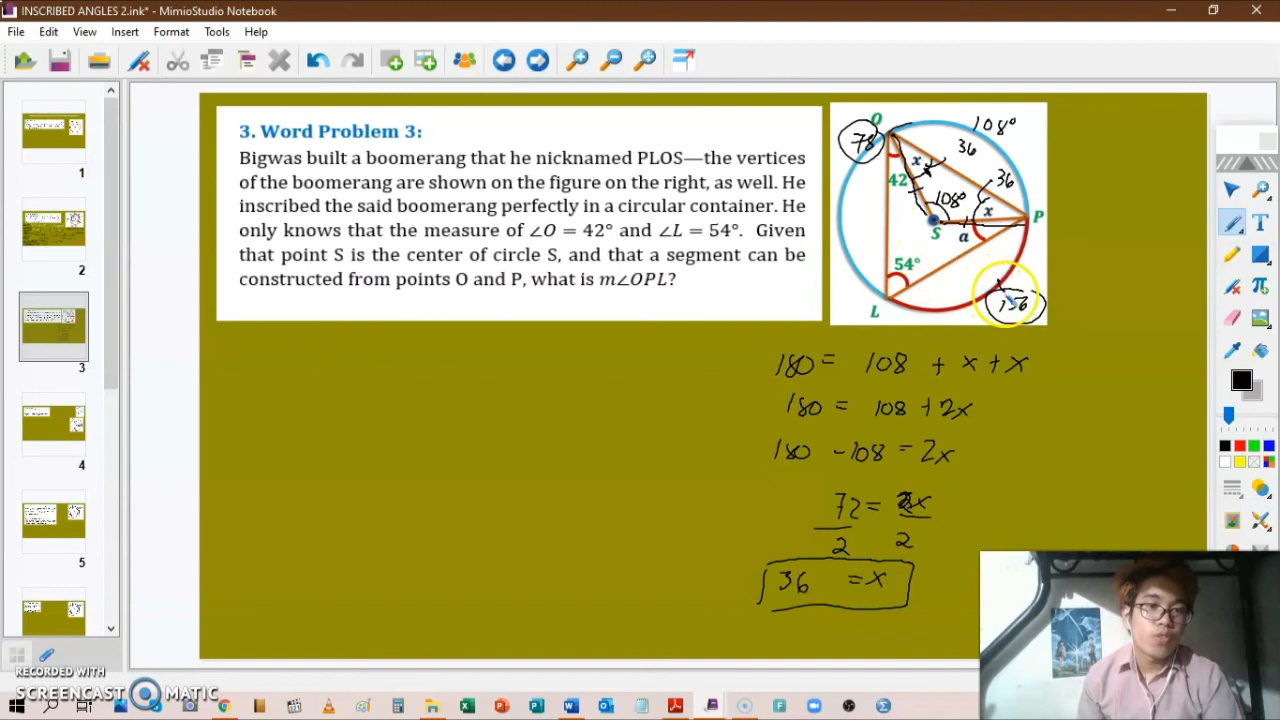 INSCRIBED ANGLES 2.ink* - MimioStudio Notebook
File Edit View Insert Format Tools Help
1
2
3
4
5
3. Word Problem 3:
Bigwas built a boomerang that he nicknamed PLOS—the vertices
of the boomerang are shown on the figure on the right, as well. He
inscribed the said boomerang perfectly in a circular container. He
only knows that the measure of ∠O = 42° and ∠L = 54°. Given
that point S is the center of circle S, and that a segment can be
constructed from points O and P, what is m∠OPL?
O
108°
78
36
x
42
36
108°
x
P
S
a
54°
L
156
180 = 108 + x + x
180 = 108 + 2x
180 - 108 = 2x
72 = 2x
2 2
36 = x
RECORDED WITH
SCREENCAST MATIC